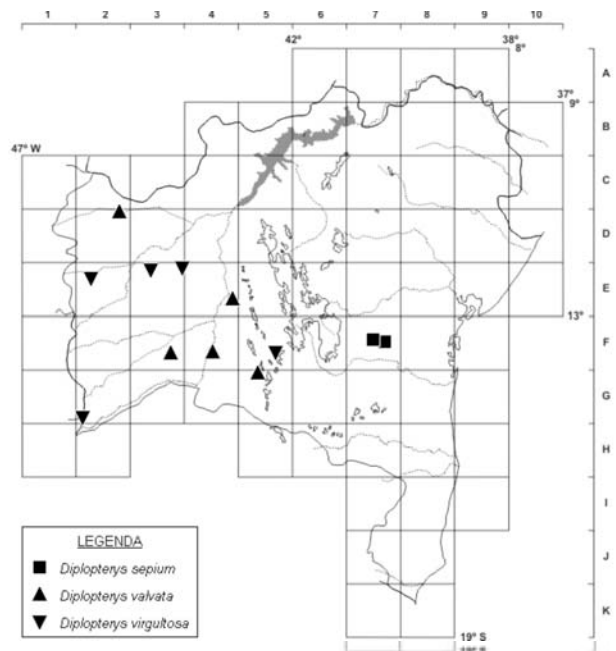 1 2 3 4 5 6 7 8 9 10
42° 38°
8°
A
37°
9°
B
47° W
C
D
E
13°
F
G
H
I
J
K
19° S
LEGENDA
Diplopterys sepium
Diplopterys valvata
Diplopterys virgultosa